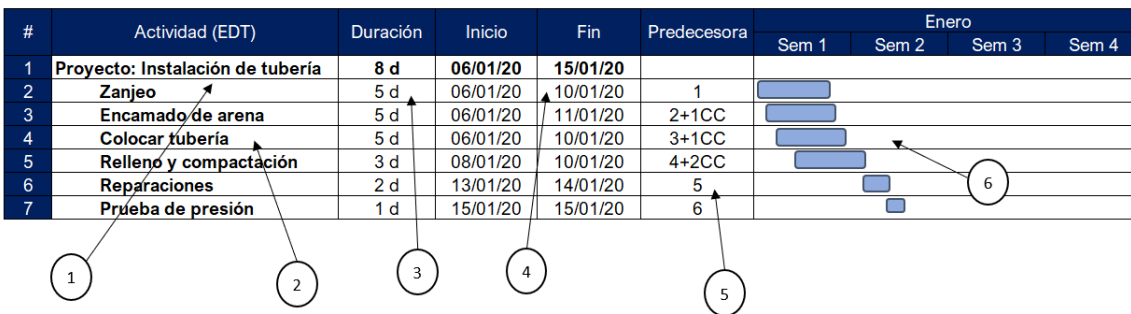 # Actividad (EDT) Duración Inicio Fin Predecesora Enero
Sem 1 Sem 2 Sem 3 Sem 4
1 Proyecto: Instalación de tubería 8 d 06/01/20 15/01/20
2 Zanjeo 5 d 06/01/20 10/01/20 1
3 Encamado de arena 5 d 06/01/20 11/01/20 2+1CC
4 Colocar tubería 5 d 06/01/20 10/01/20 3+1CC
5 Relleno y compactación 3 d 08/01/20 10/01/20 4+2CC
6 Reparaciones 2 d 13/01/20 14/01/20 5
7 Prueba de presión 1 d 15/01/20 15/01/20 6
6
1 2 3 4 5